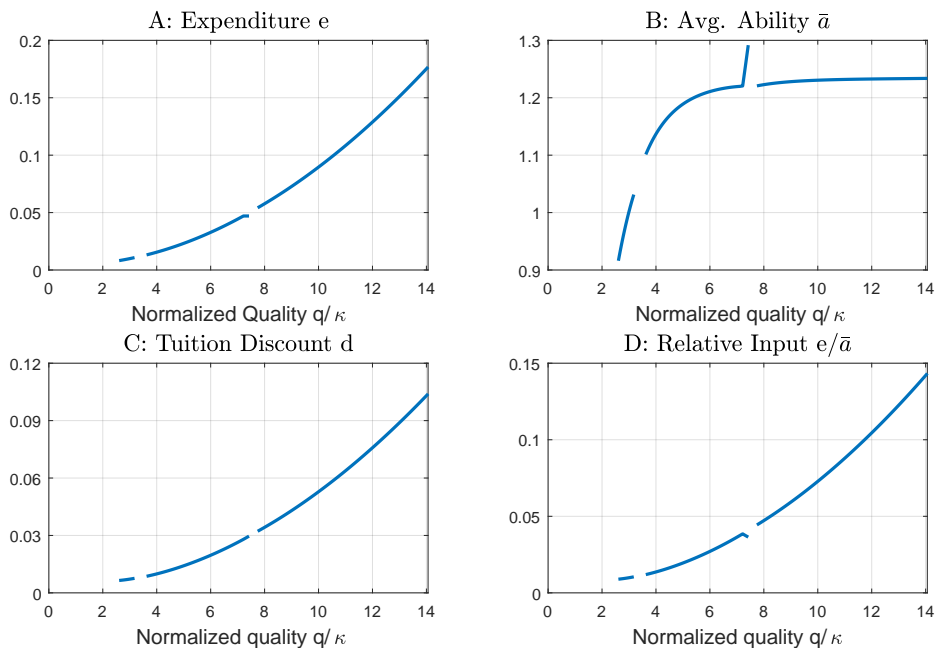 A: Expenditure e
0.2
0.15
0.1
0.05
0
0 2 4 6 8 10 12 14
Normalized Quality q/κ
B: Avg. Ability ā
1.3
1.2
1.1
1
0.9
0 2 4 6 8 10 12 14
Normalized quality q/κ
C: Tuition Discount d
0.12
0.09
0.06
0.03
0
0 2 4 6 8 10 12 14
Normalized quality q/κ
D: Relative Input e/ā
0.15
0.1
0.05
0
0 2 4 6 8 10 12 14
Normalized quality q/κ